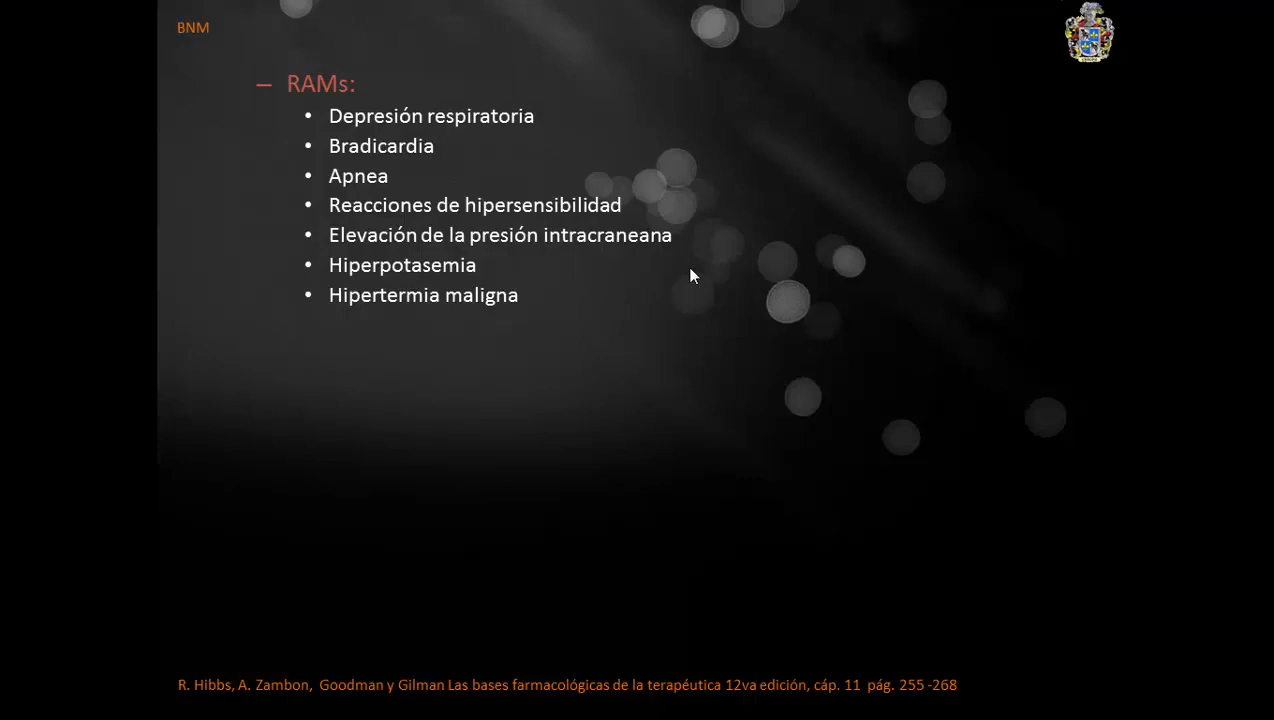 BNM
– RAMs:
• Depresión respiratoria
• Bradicardia
• Apnea
• Reacciones de hipersensibilidad
• Elevación de la presión intracraneana
• Hiperpotasemia
• Hipertermia maligna
R. Hibbs, A. Zambon, Goodman y Gilman Las bases farmacológicas de la terapéutica 12va edición, cáp. 11 pág. 255 -268